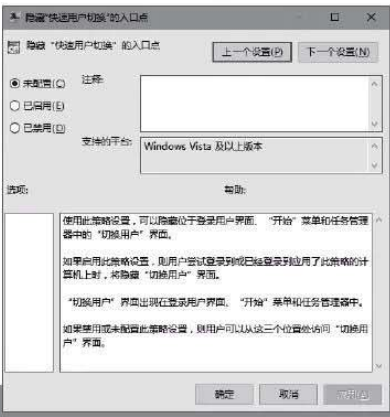 隐藏"快速用户切换"的入口点
隐藏 "快速用户切换" 的入口点
上一个设置(P)
下一个设置(N)
未配置(C)
注释:
已启用(E)
已禁用(D)
支持的平台:
Windows Vista 及以上版本
选项:
帮助:
使用此策略设置，可以隐藏位于登录用户界面、 "开始" 菜单和任务管理
器中的 "切换用户" 界面。
如果启用此策略设置，则用户尝试登录到或已经登录到应用了此策略的计
算机上时，将隐藏 "切换用户" 界面。
"切换用户" 界面出现在登录用户界面、 "开始" 菜单和任务管理器中。
如果禁用或未配置此策略设置，则用户可以从这三个位置处访问 "切换用
户" 界面。
确定
取消
应用(A)